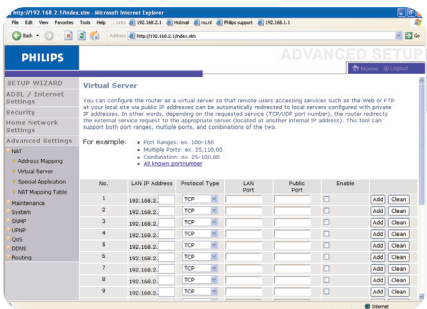 http://192.168.2.1/index.stm - Microsoft Internet Explorer
File Edit View Favorites Tools Help Links 192.168.2.1 Hotmail nu.nl Philips support 192.168.1.1
Back Address http://192.168.2.1/index.stm Go
PHILIPS
ADVANCED SETUP
Home Logout
SETUP WIZARD
ADSL / Internet Settings
Security
Home Network Settings
Advanced Settings
NAT
Address Mapping
Virtual Server
Special Application
NAT Mapping Table
Maintenance
System
SNMP
UPNP
QoS
DDNS
Routing
Virtual Server
You can configure the router as a virtual server so that remote users accessing services such as the Web or FTP
at your local site via public IP addresses can be automatically redirected to local servers configured with private
IP addresses. In other words, depending on the requested service (TCP/UDP port number), the router redirects
the external service request to the appropriate server (located at another internal IP address). This tool can
support both port ranges, multiple ports, and combinations of the two.
For example:
• Port Ranges: ex. 100-150
• Multiple Ports: ex. 25,110,80
• Combination: ex. 25-100,80
• All known portnumber
No. LAN IP Address Protocol Type LAN Port Public Port Enable
1 192.168.2. TCP Add Clean
2 192.168.2. TCP Add Clean
3 192.168.2. TCP Add Clean
4 192.168.2. TCP Add Clean
5 192.168.2. TCP Add Clean
6 192.168.2. TCP Add Clean
7 192.168.2. TCP Add Clean
8 192.168.2. TCP Add Clean
9 192.168.2. TCP Add Clean
Internet